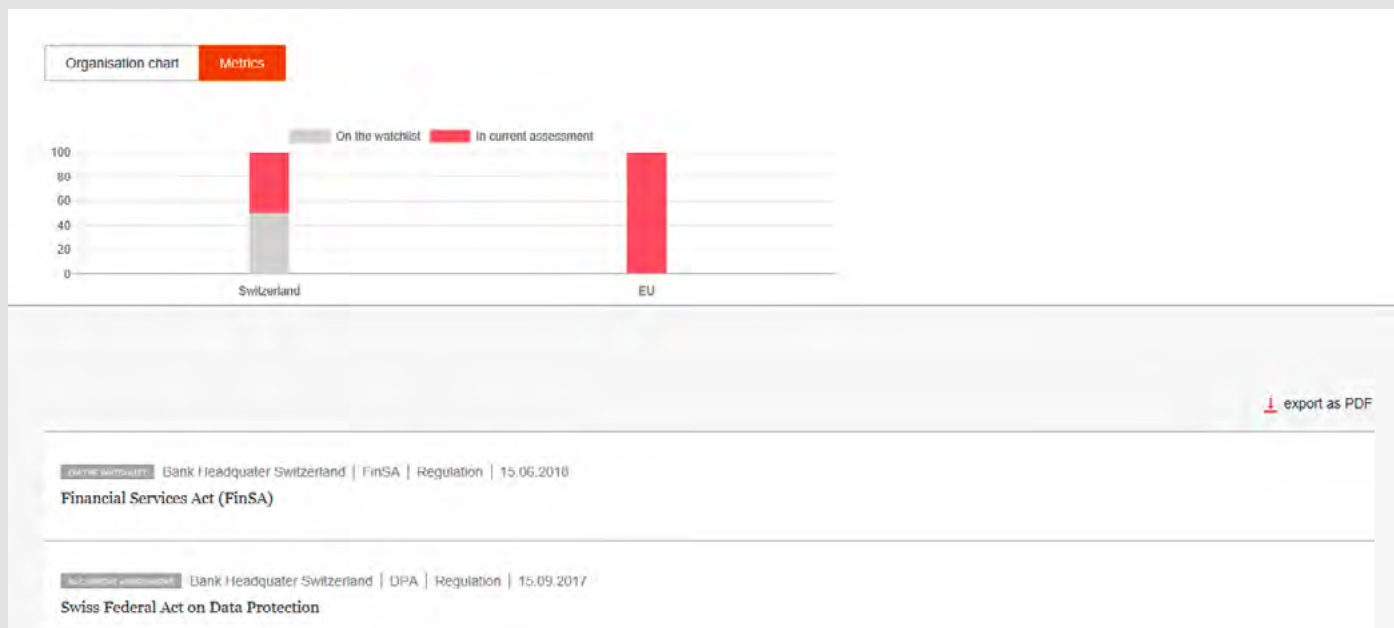 Organisation chart Metrics
On the watchlist In current assessment
100
80
60
40
20
0
Switzerland EU
export as PDF
Bank Headquater Switzerland | FinSA | Regulation | 15.06.2018
Financial Services Act (FinSA)
Bank Headquater Switzerland | DPA | Regulation | 15.09.2017
Swiss Federal Act on Data Protection